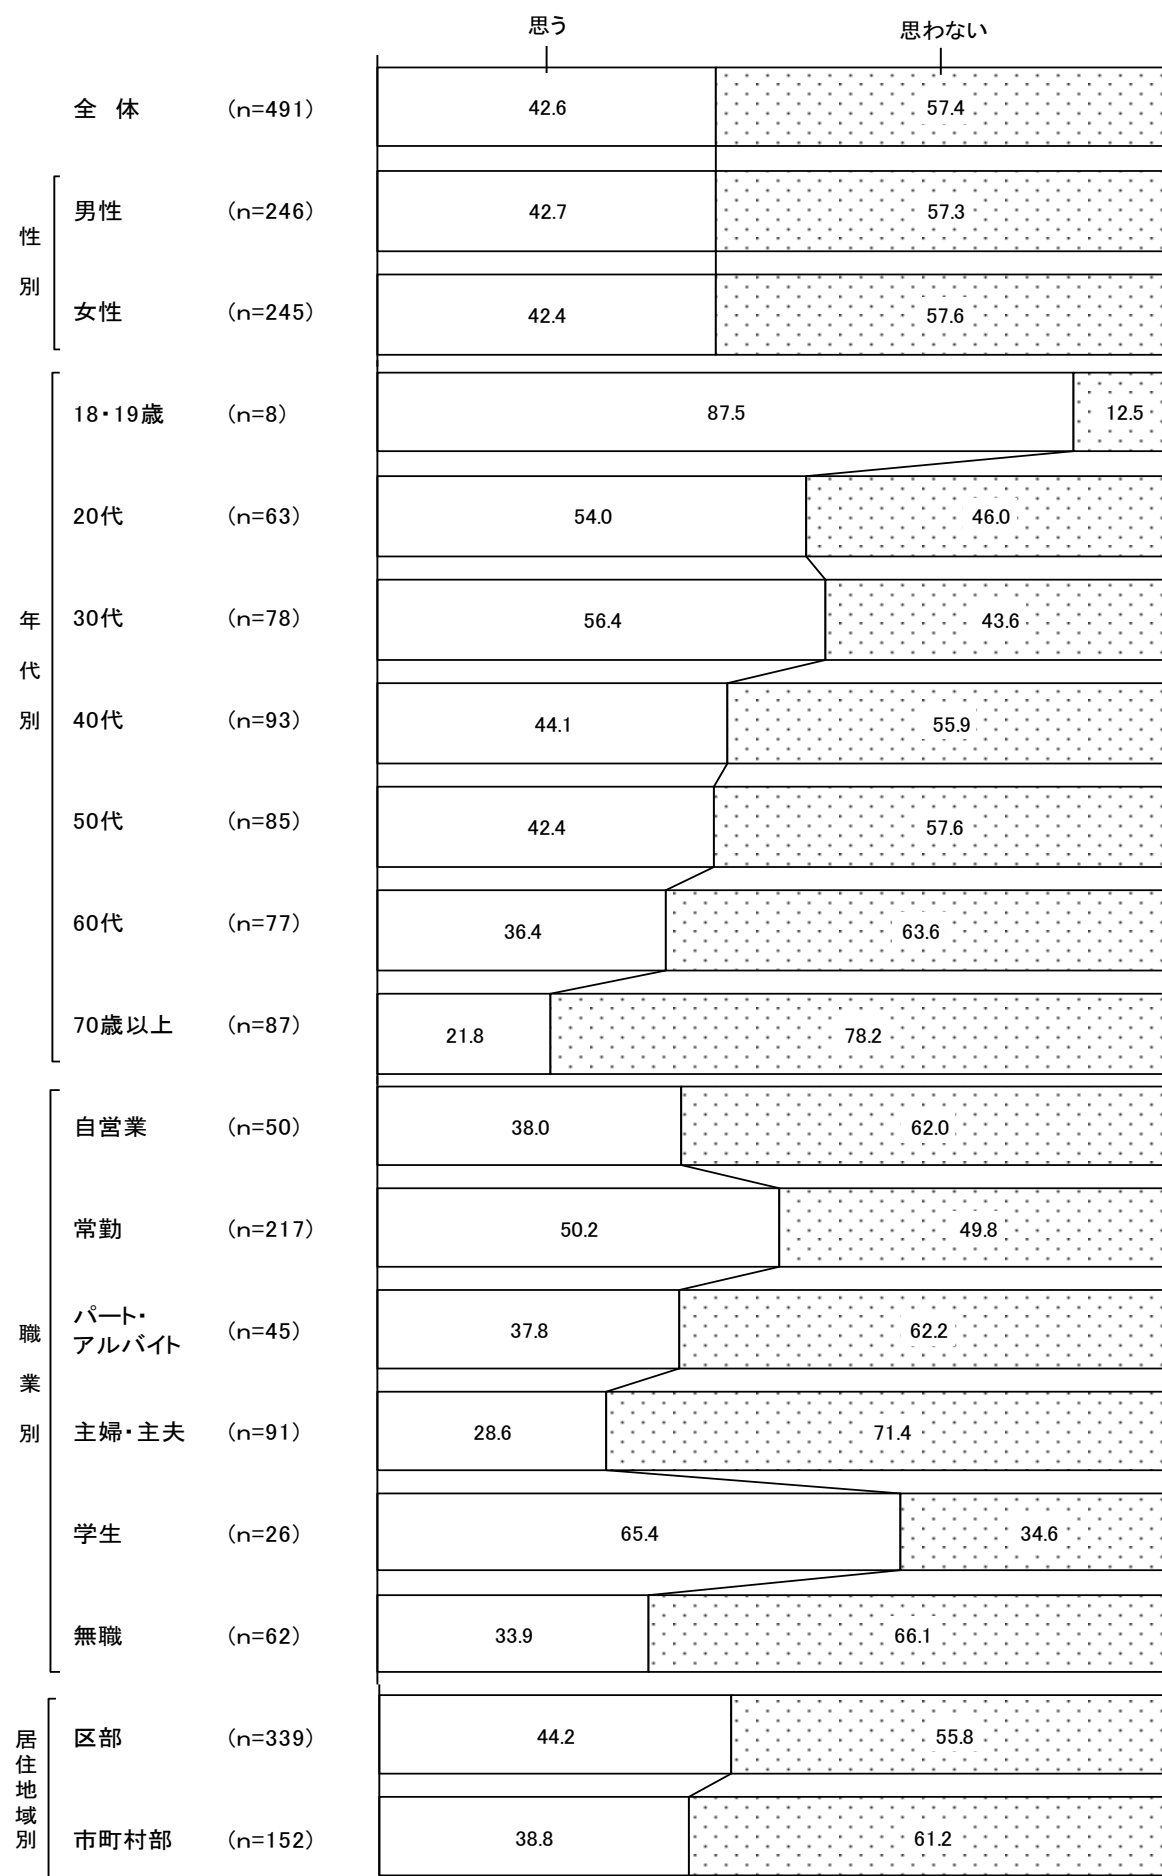 思う 思わない
全 体 (n=491) 42.6 57.4
性別
男性 (n=246) 42.7 57.3
女性 (n=245) 42.4 57.6
年代別
18・19歳 (n=8) 87.5 12.5
20代 (n=63) 54.0 46.0
30代 (n=78) 56.4 43.6
40代 (n=93) 44.1 55.9
50代 (n=85) 42.4 57.6
60代 (n=77) 36.4 63.6
70歳以上 (n=87) 21.8 78.2
職業別
自営業 (n=50) 38.0 62.0
常勤 (n=217) 50.2 49.8
パート・
アルバイト (n=45) 37.8 62.2
主婦・主夫 (n=91) 28.6 71.4
学生 (n=26) 65.4 34.6
無職 (n=62) 33.9 66.1
居住地域別
区部 (n=339) 44.2 55.8
市町村部 (n=152) 38.8 61.2